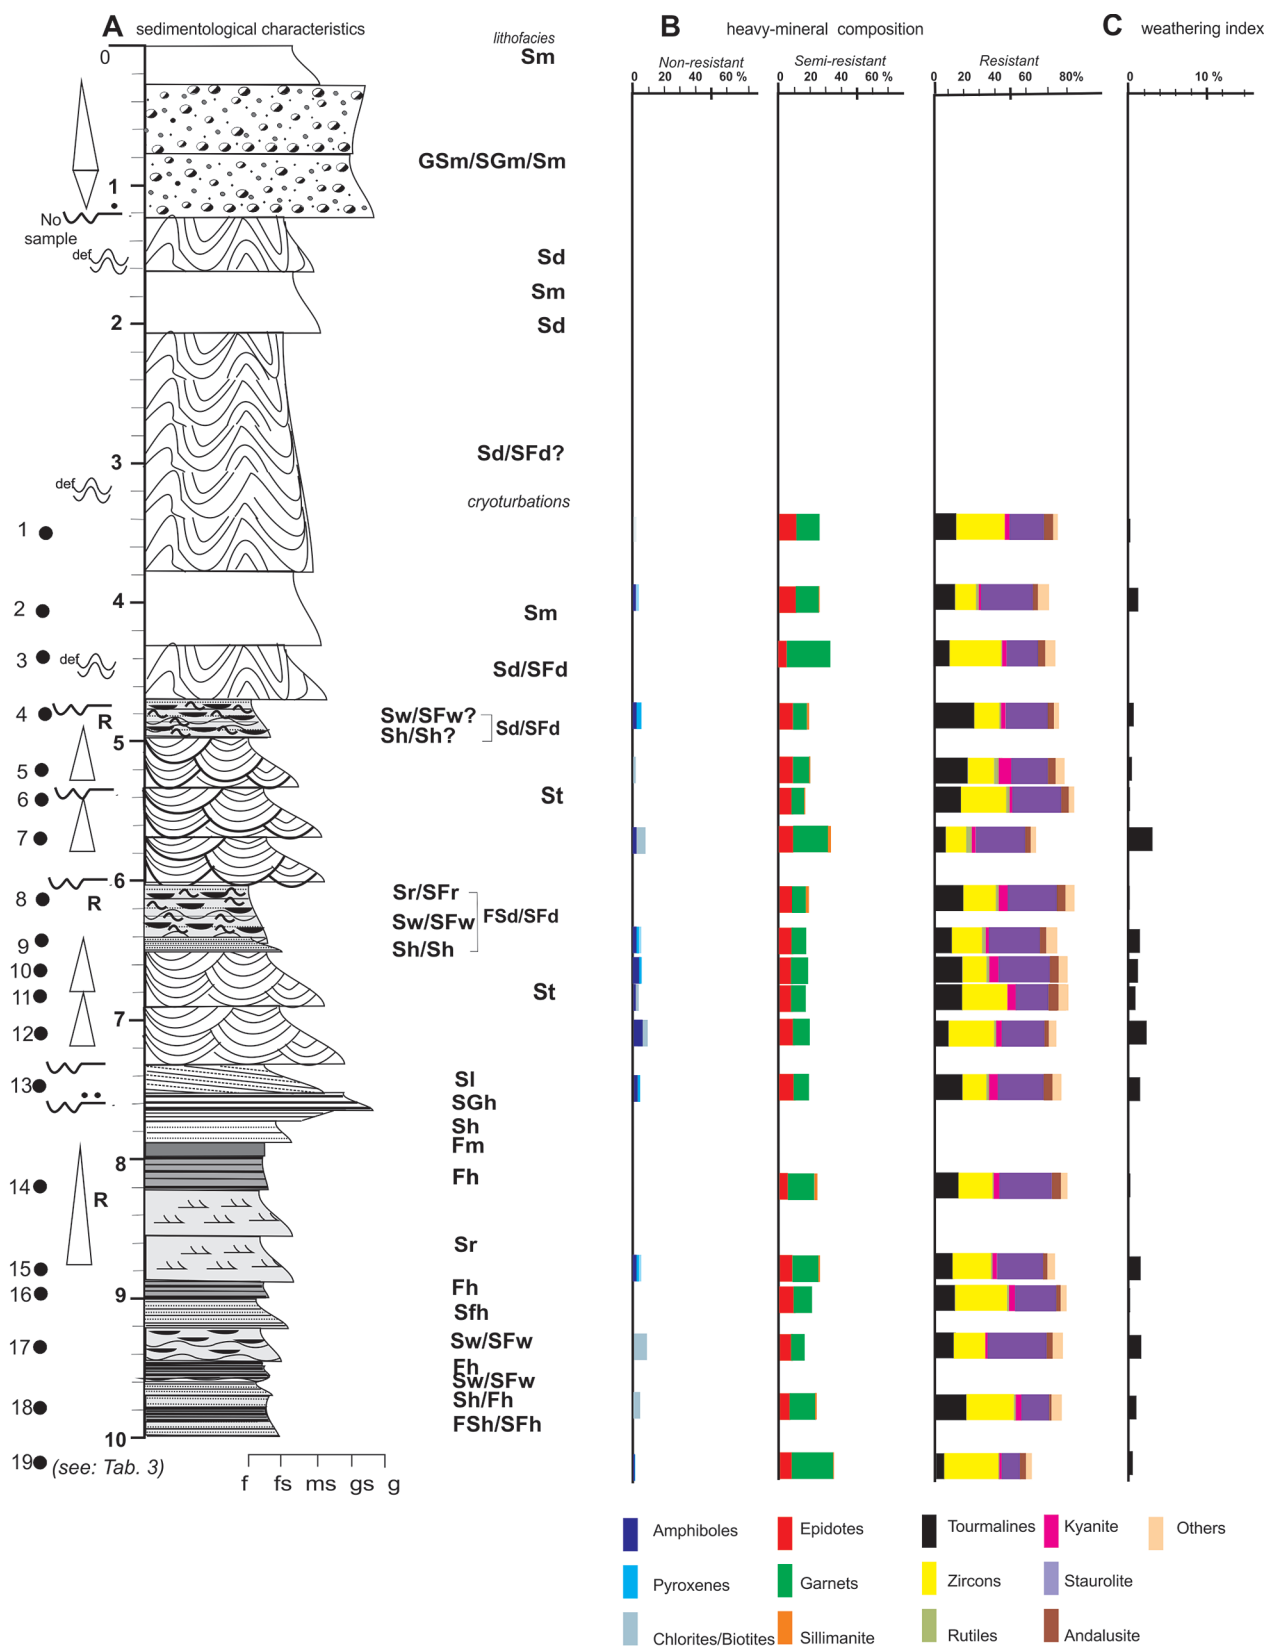 A sedimentological characteristics
lithofacies
B heavy-mineral composition
C weathering index
Non-resistant
Semi-resistant
Resistant
0 20 40 60 %
0 20 40 60 %
0 20 40 60 80%
0 10 %
0
Sm
GSm/SGm/Sm
1
No
sample
def
Sd
Sm
2
Sd
Sd/SFd?
3
def
cryoturbations
1
2
4
Sm
3
def
Sd/SFd
4
R
Sw/SFw?
Sh/Sh?
Sd/SFd
5
5
6
St
7
6
8
R
Sr/SFr
Sw/SFw
FSd/SFd
9
Sh/Sh
10
11
St
7
12
13
Sl
SGh
Sh
Fm
8
Fh
14
R
Sr
15
16
Fh
9
Sfh
17
Sw/SFw
Fh
Sw/SFw
Sh/Fh
18
FSh/SFh
10
19 (see: Tab. 3)
f fs ms gs g
Amphiboles
Epidotes
Tourmalines
Kyanite
Others
Pyroxenes
Garnets
Zircons
Staurolite
Chlorites/Biotites
Sillimanite
Rutiles
Andalusite